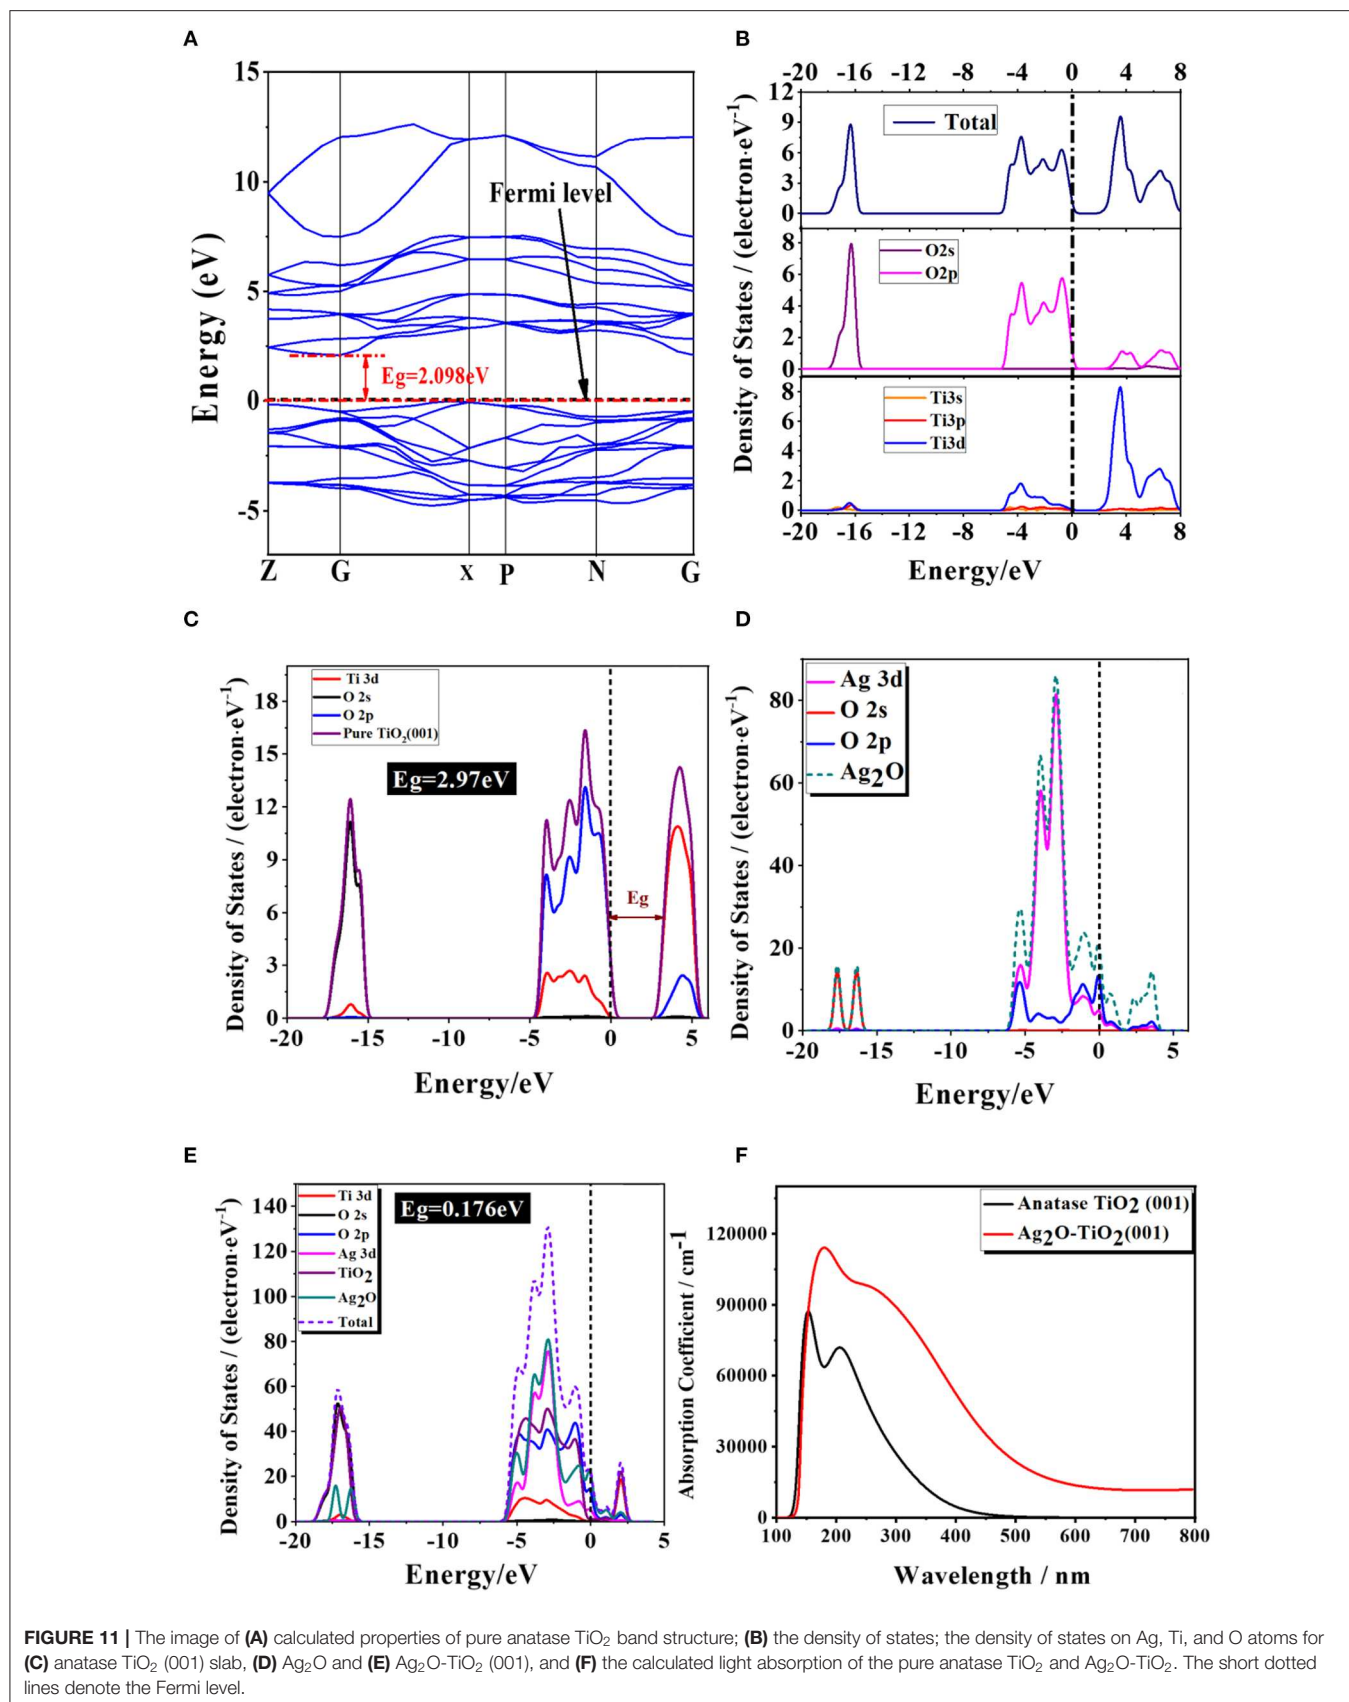 A
15
10
5
0
-5
Energy (eV)
Fermi level
Eg=2.098eV
Z G X P N G
B
-20 -16 -12 -8 -4 0 4 8
12
9
6
3
0
Total
8
6
4
2
0
O2s
O2p
8
6
4
2
0
Ti3s
Ti3p
Ti3d
Density of States / (electron·eV⁻¹)
-20 -16 -12 -8 -4 0 4 8
Energy/eV
C
18
15
12
9
6
3
0
Density of States / (electron·eV⁻¹)
Ti 3d
O 2s
O 2p
Pure TiO₂(001)
Eg=2.97eV
Eg
-20 -15 -10 -5 0 5
Energy/eV
D
80
60
40
20
0
Density of States / (electron·eV⁻¹)
Ag 3d
O 2s
O 2p
Ag₂O
-20 -15 -10 -5 0 5
Energy/eV
E
140
120
100
80
60
40
20
0
Density of States / (electron·eV⁻¹)
Ti 3d
O 2s
O 2p
Ag 3d
TiO₂
Ag₂O
Total
Eg=0.176eV
-20 -15 -10 -5 0 5
Energy/eV
F
120000
90000
60000
30000
0
Absorption Coefficient / cm⁻¹
Anatase TiO₂ (001)
Ag₂O-TiO₂(001)
100 200 300 400 500 600 700 800
Wavelength / nm
FIGURE 11 | The image of (A) calculated properties of pure anatase TiO₂ band structure; (B) the density of states; the density of states on Ag, Ti, and O atoms for
(C) anatase TiO₂ (001) slab, (D) Ag₂O and (E) Ag₂O-TiO₂ (001), and (F) the calculated light absorption of the pure anatase TiO₂ and Ag₂O-TiO₂. The short dotted
lines denote the Fermi level.